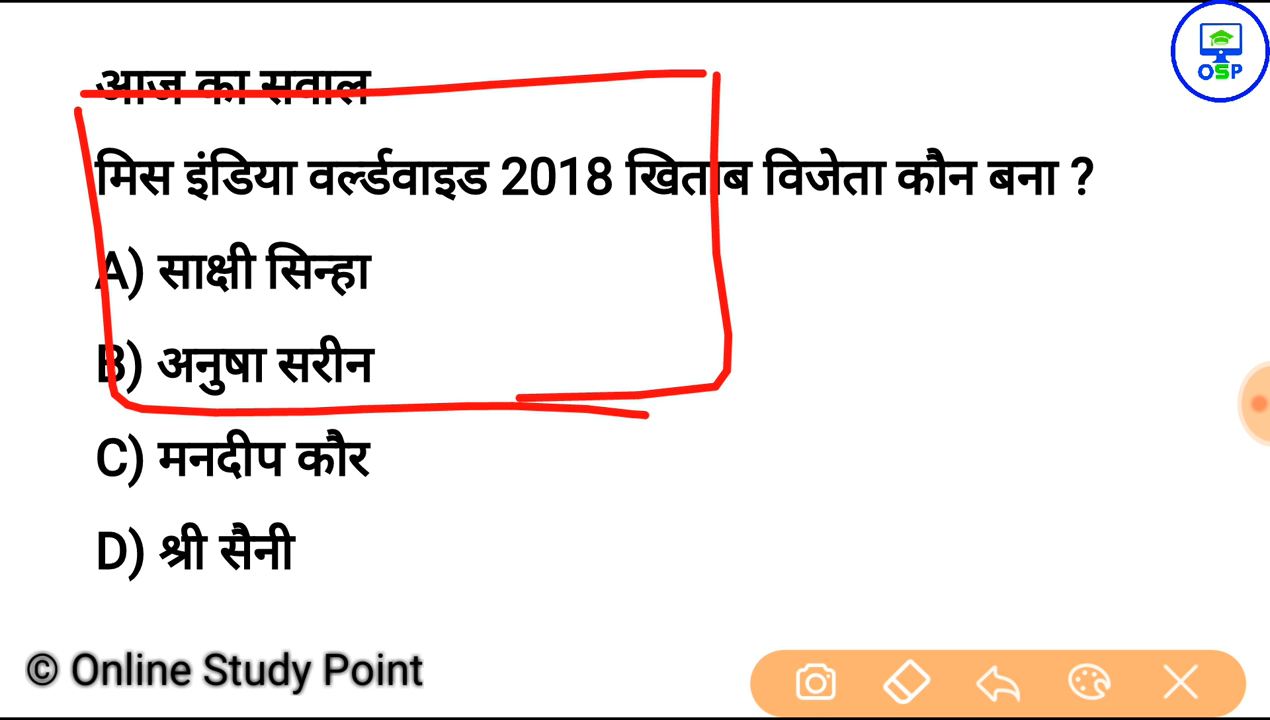 OSP
आज का सवाल
मिस इंडिया वर्ल्डवाइड 2018 खिताब विजेता कौन बना ?
A) साक्षी सिन्हा
B) अनुषा सरीन
C) मनदीप कौर
D) श्री सैनी
© Online Study Point